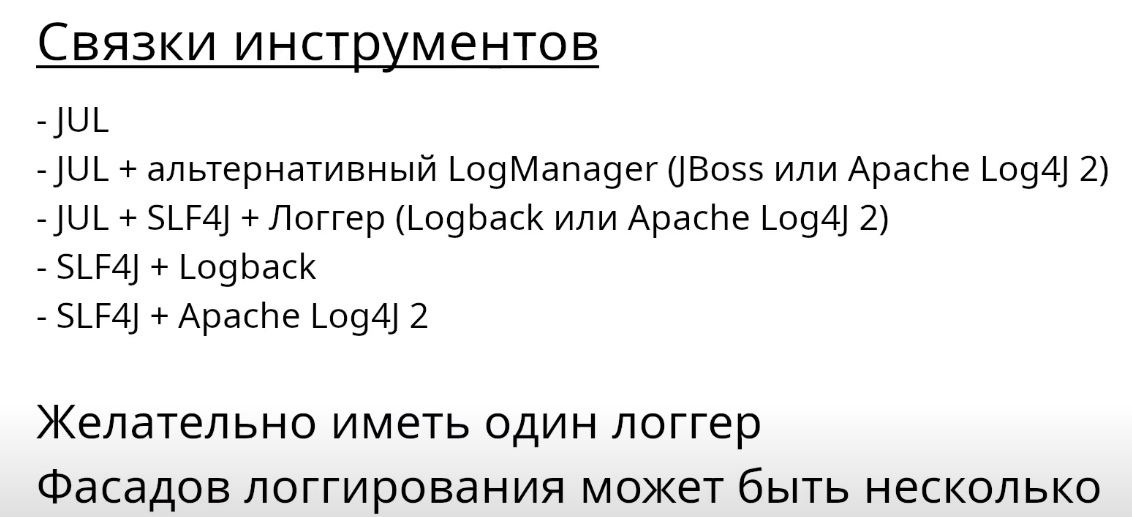 Связки инструментов
- JUL
- JUL + альтернативный LogManager (JBoss или Apache Log4J 2)
- JUL + SLF4J + Логгер (Logback или Apache Log4J 2)
- SLF4J + Logback
- SLF4J + Apache Log4J 2
Желательно иметь один логгер
Фасадов логгирования может быть несколько